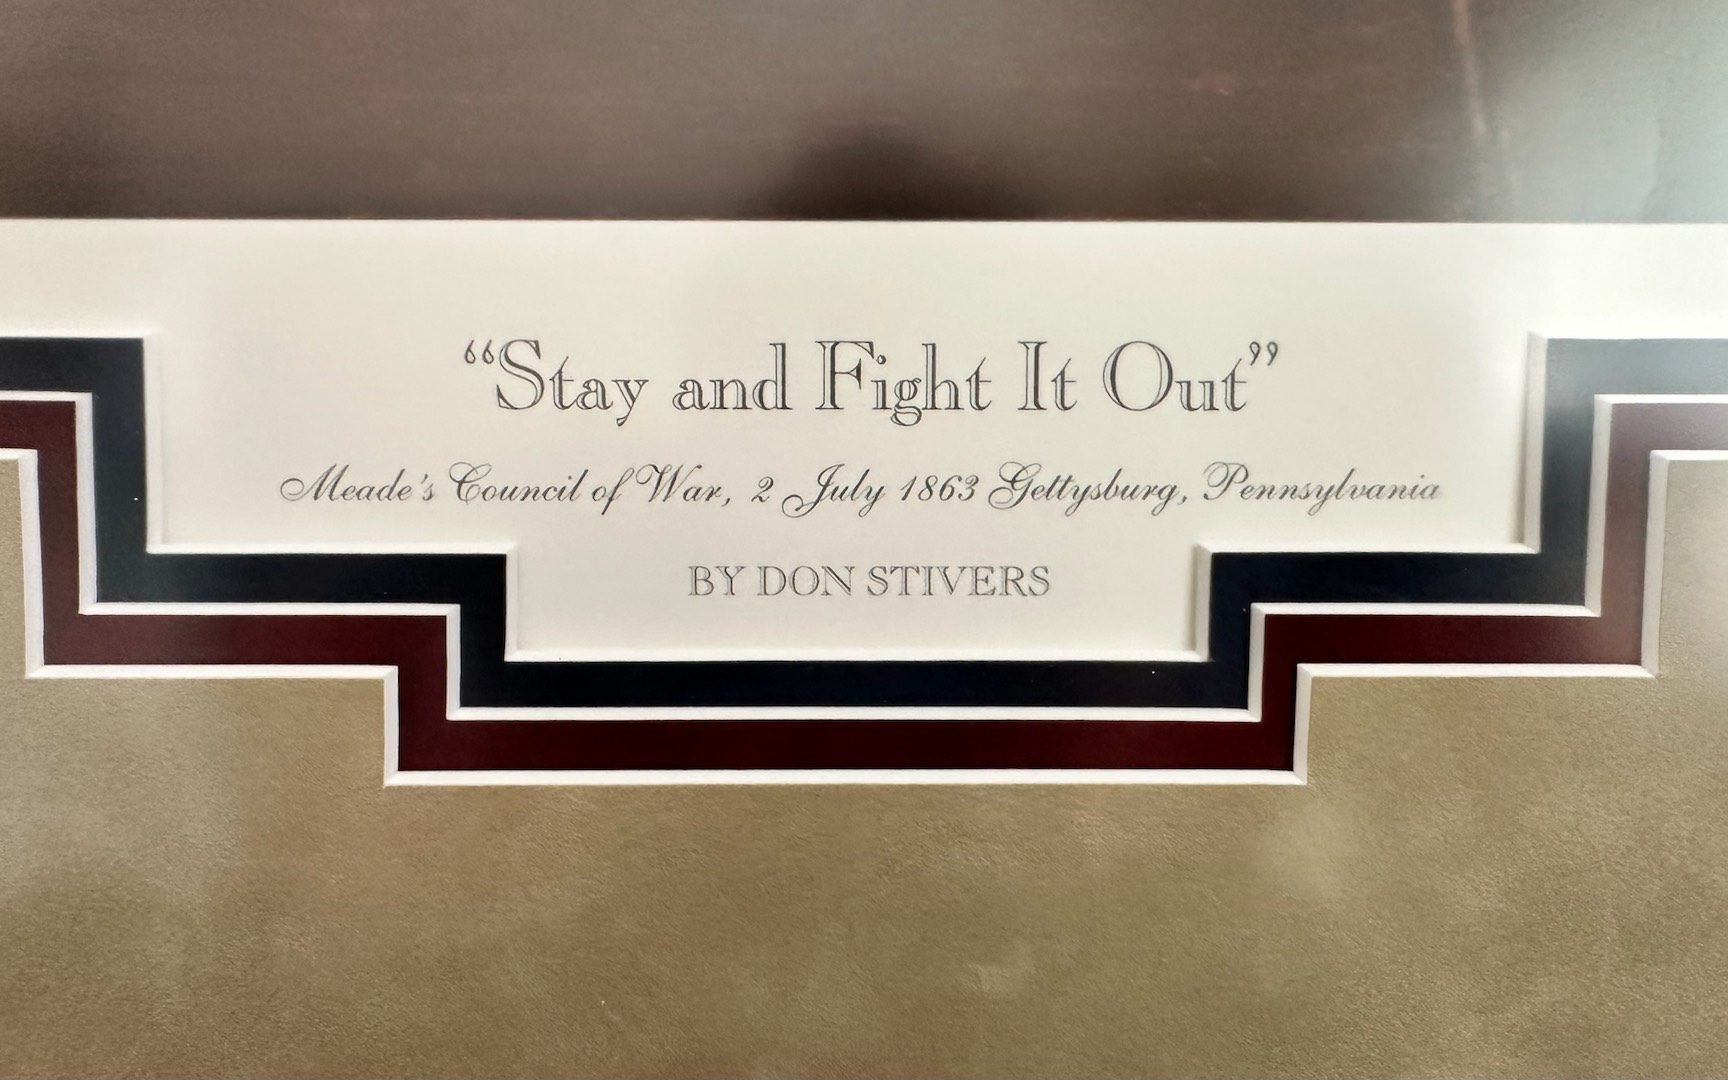 “Stay and Fight It Out”
Meade's Council of War, 2 July 1863 Gettysburg, Pennsylvania
BY DON STIVERS